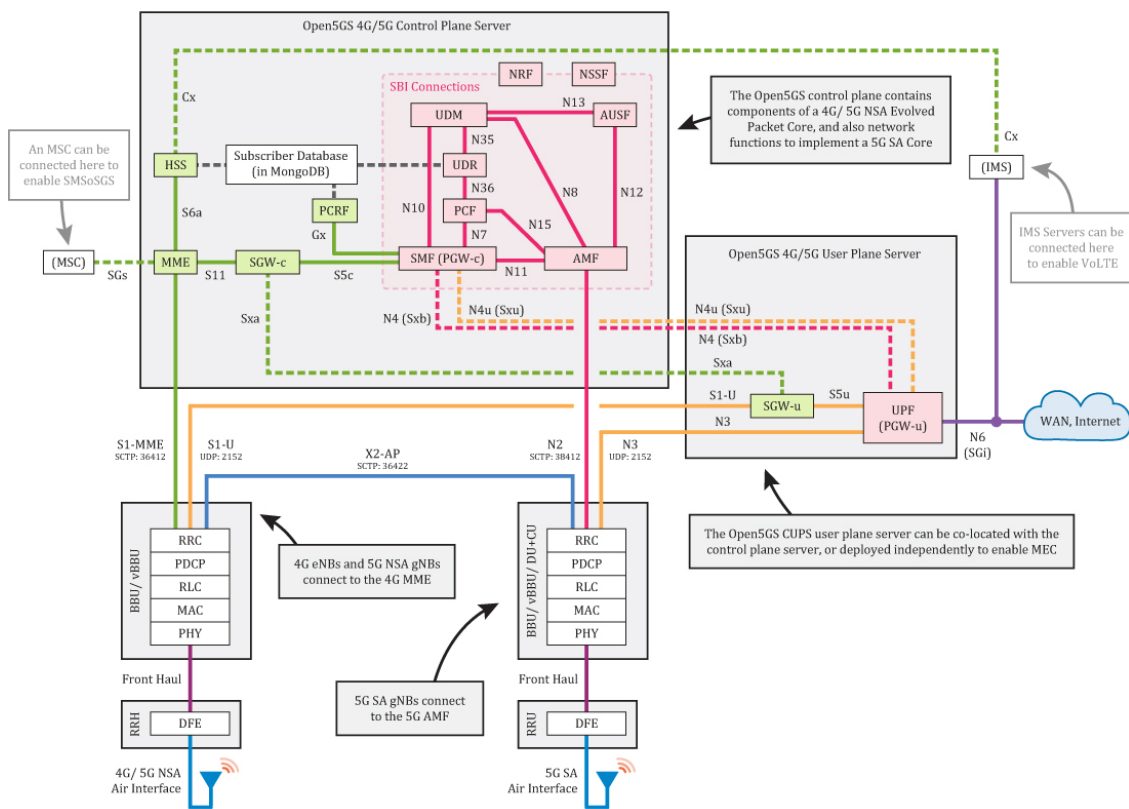 Open5GS 4G/5G Control Plane Server
NRF
NSSF
SBI Connections
Cx
N13
UDM
AUSF
The Open5GS control plane contains
components of a 4G/ 5G NSA Evolved
Packet Core, and also network
functions to implement a 5G SA Core
Cx
An MSC can be
connected here to
enable SMSoSGS
N35
HSS
Subscriber Database
(in MongoDB)
UDR
(IMS)
N36
N8
N12
S6a
PCRF
N10
PCF
N15
Gx
N7
IMS Servers can be
connected here
to enable VoLTE
Open5GS 4G/5G User Plane Server
(MSC)
SGs
MME
S11
SGW-c
S5c
SMF (PGW-c)
N11
AMF
Sxa
N4 (Sxb)
N4u (Sxu)
N4u (Sxu)
N4 (Sxb)
Sxa
S1-U
SGW-u
S5u
UPF
(PGW-u)
N3
WAN, Internet
N6
(SGi)
S1-MME
SCTP: 36412
S1-U
UDP: 2152
X2-AP
SCTP: 36422
N2
SCTP: 38412
N3
UDP: 2152
BBU/ vBBU
RRC
PDCP
RLC
MAC
PHY
4G eNBs and 5G NSA gNBs
connect to the 4G MME
BBU/ vBBU/ DU+CU
RRC
PDCP
RLC
MAC
PHY
The Open5GS CUPS user plane server can be co-located with the
control plane server, or deployed independently to enable MEC
Front Haul
Front Haul
5G SA gNBs connect
to the 5G AMF
RRH
DFE
RRU
DFE
4G/ 5G NSA
Air Interface
5G SA
Air Interface